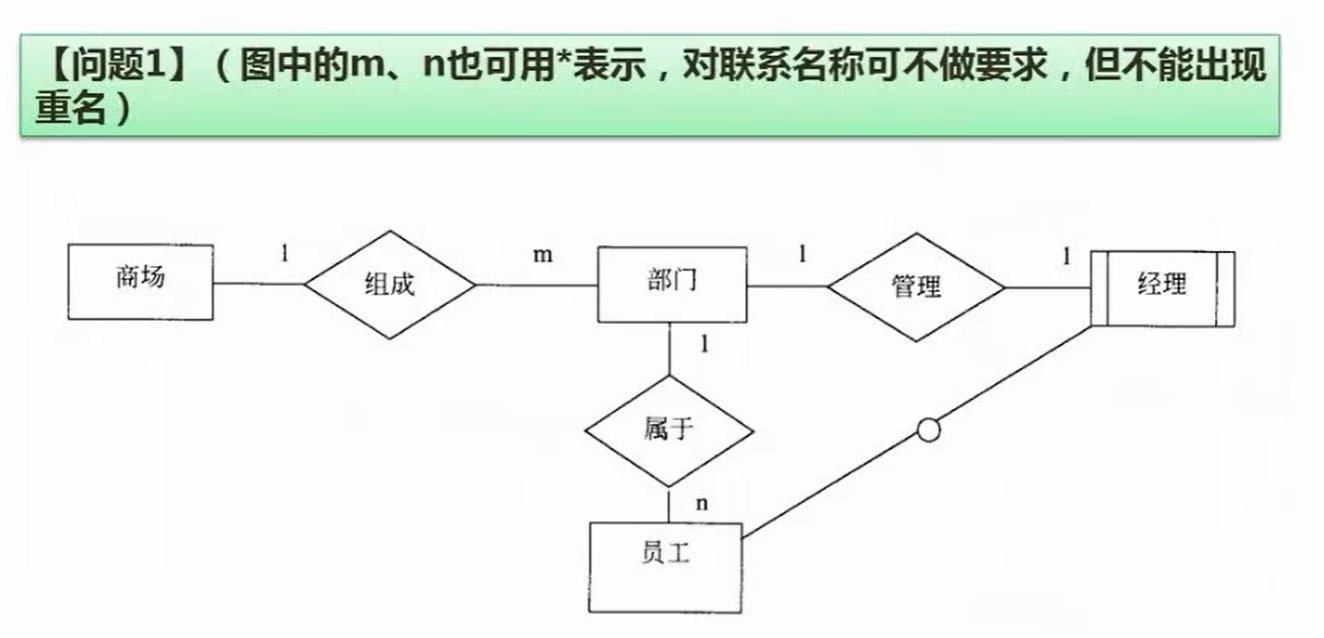 【问题1】（图中的m、n也可用*表示，对联系名称可不做要求，但不能出现
重名）
商场
1
组成
m
部门
1
管理
1
经理
1
属于
n
员工